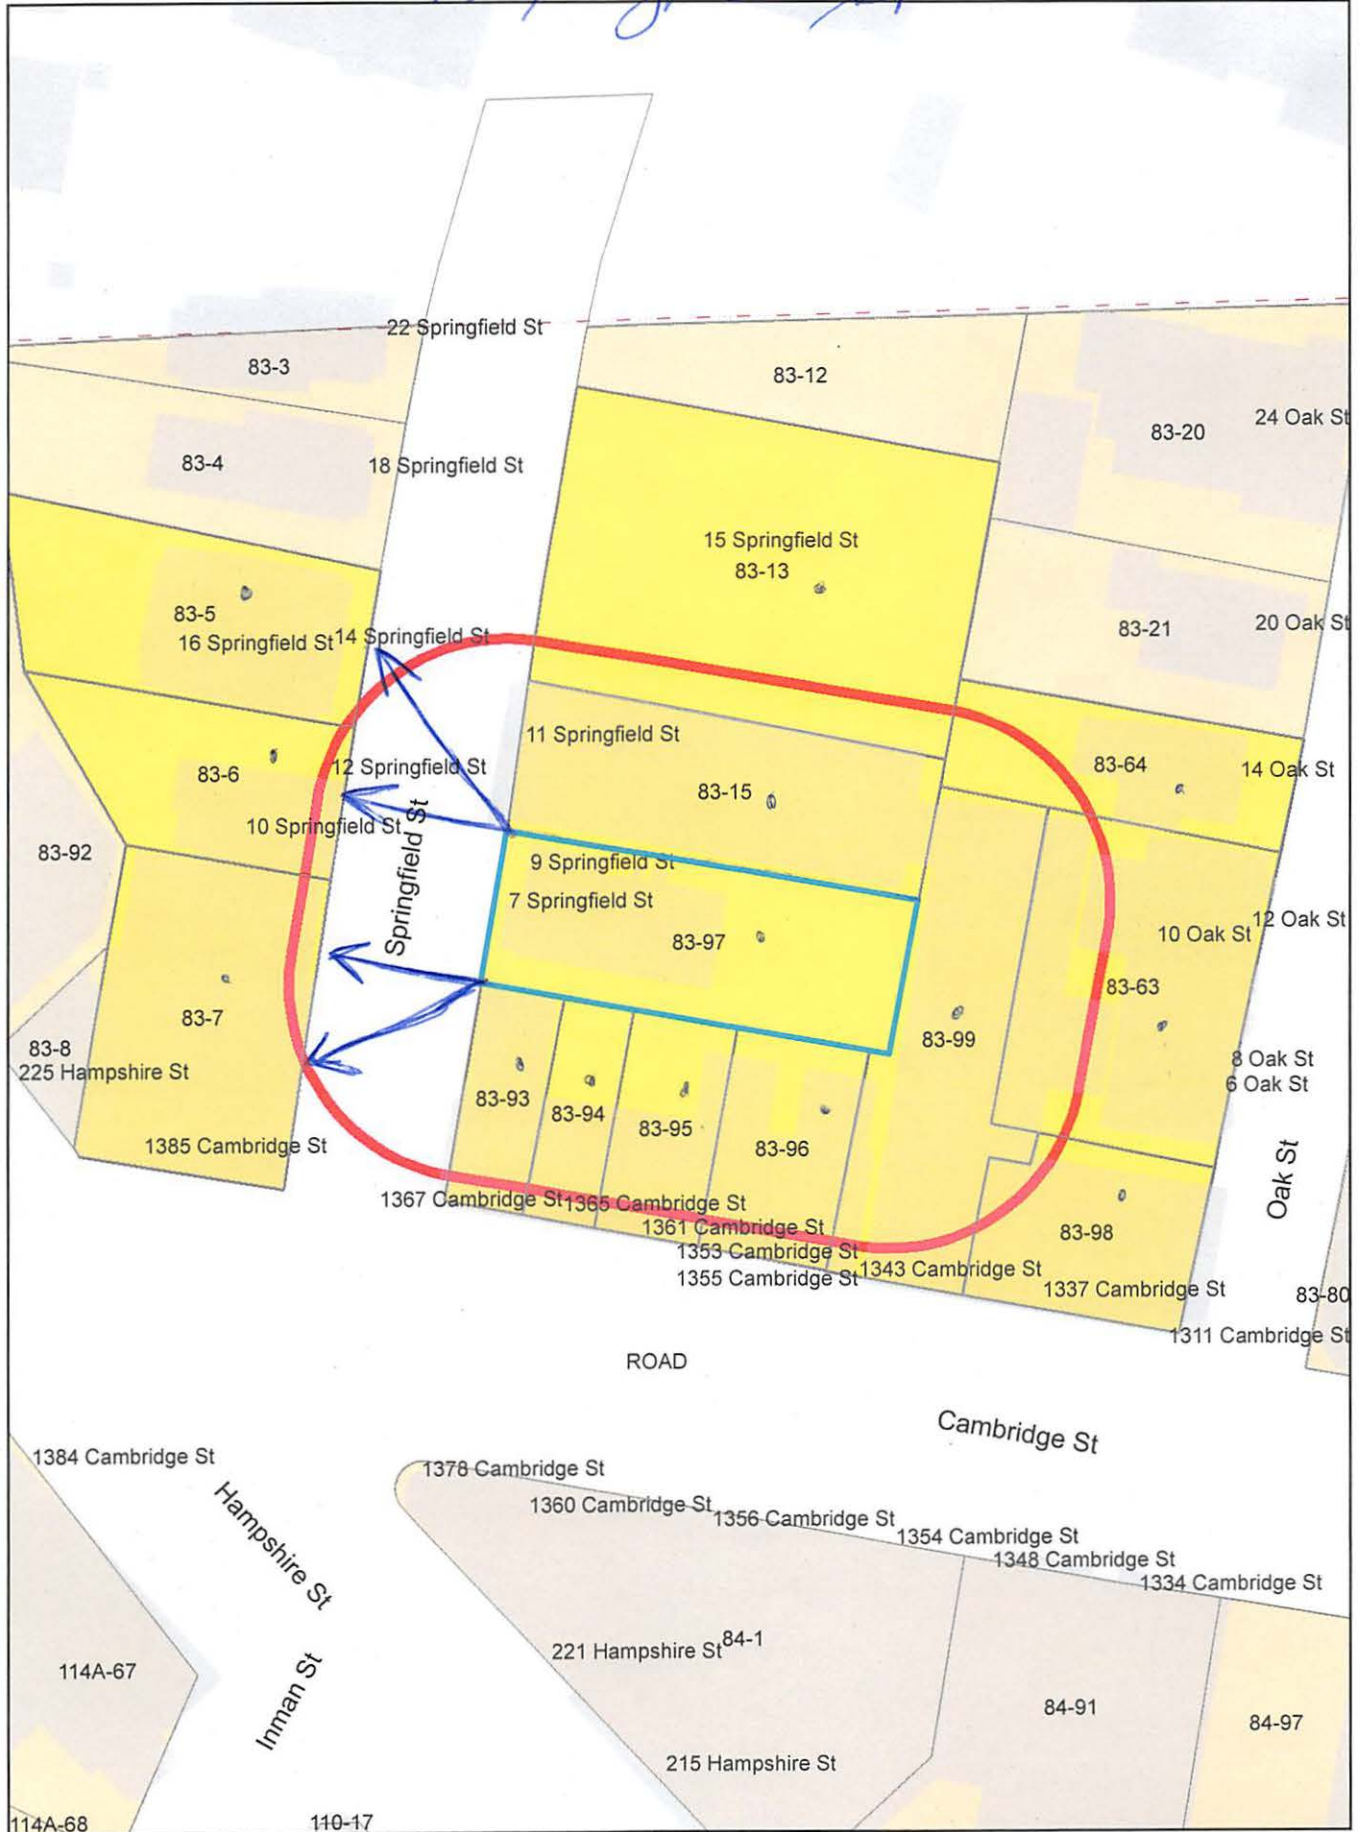 22 Springfield St
83-3
83-12
24 Oak St
83-20
83-4
18 Springfield St
15 Springfield St
83-13
83-5
16 Springfield St
14 Springfield St
83-21
20 Oak St
11 Springfield St
83-6
12 Springfield St
83-15
83-64
14 Oak St
10 Springfield St
83-92
Springfield St
9 Springfield St
7 Springfield St
83-97
12 Oak St
10 Oak St
83-63
83-7
83-99
83-8
225 Hampshire St
8 Oak St
6 Oak St
83-93
83-94
83-95
83-96
1385 Cambridge St
Oak St
1367 Cambridge St
1365 Cambridge St
1361 Cambridge St
1353 Cambridge St
1355 Cambridge St
1343 Cambridge St
83-98
1337 Cambridge St
83-80
1311 Cambridge St
ROAD
Cambridge St
1384 Cambridge St
1378 Cambridge St
Hampshire St
1360 Cambridge St
1356 Cambridge St
1354 Cambridge St
1348 Cambridge St
1334 Cambridge St
221 Hampshire St
84-1
114A-67
Inman St
84-91
84-97
215 Hampshire St
114A-68
110-17